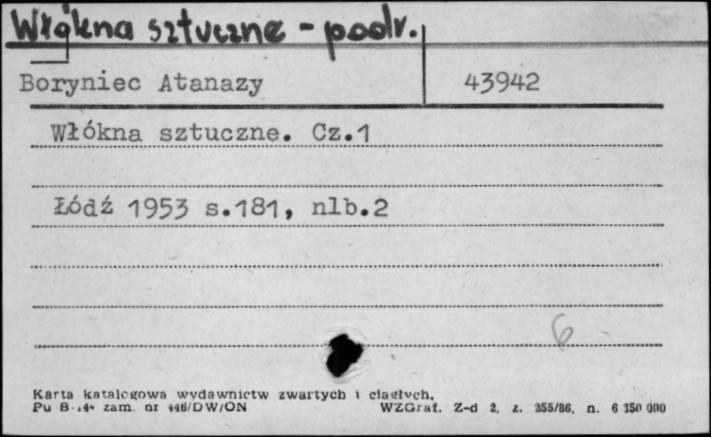 Włókna sztuczne - podr.
Boryniec Atanazy 43942
Włókna sztuczne. Cz.1
Łódź 1953 s.181, nlb.2
6
Karta katalogowa wydawnictw zwartych i ciągłych.
Pu B zam. nr 446/DW/ON WZGraf. Z-d 2, z. 255/86, n. 6 350 000